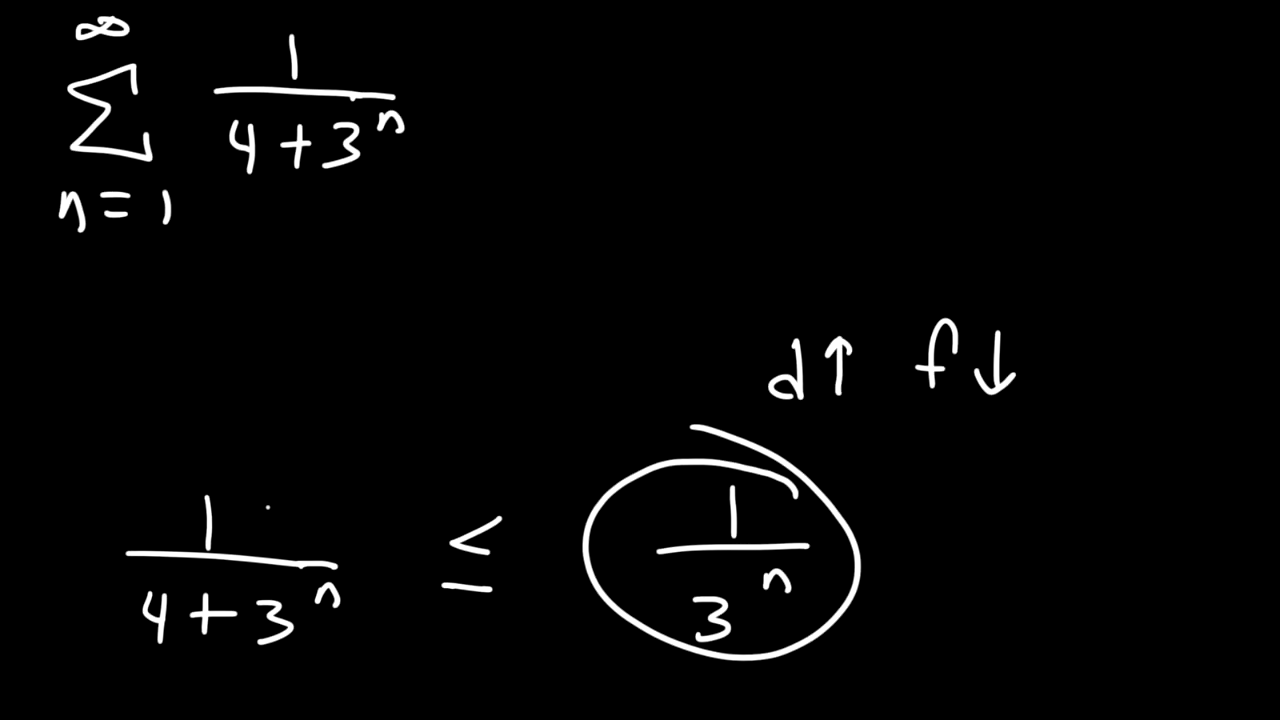 ∞
∑ 1/(4+3^n)
n=1
d↑ f↓
1/(4+3^n) ≤ 1/3^n